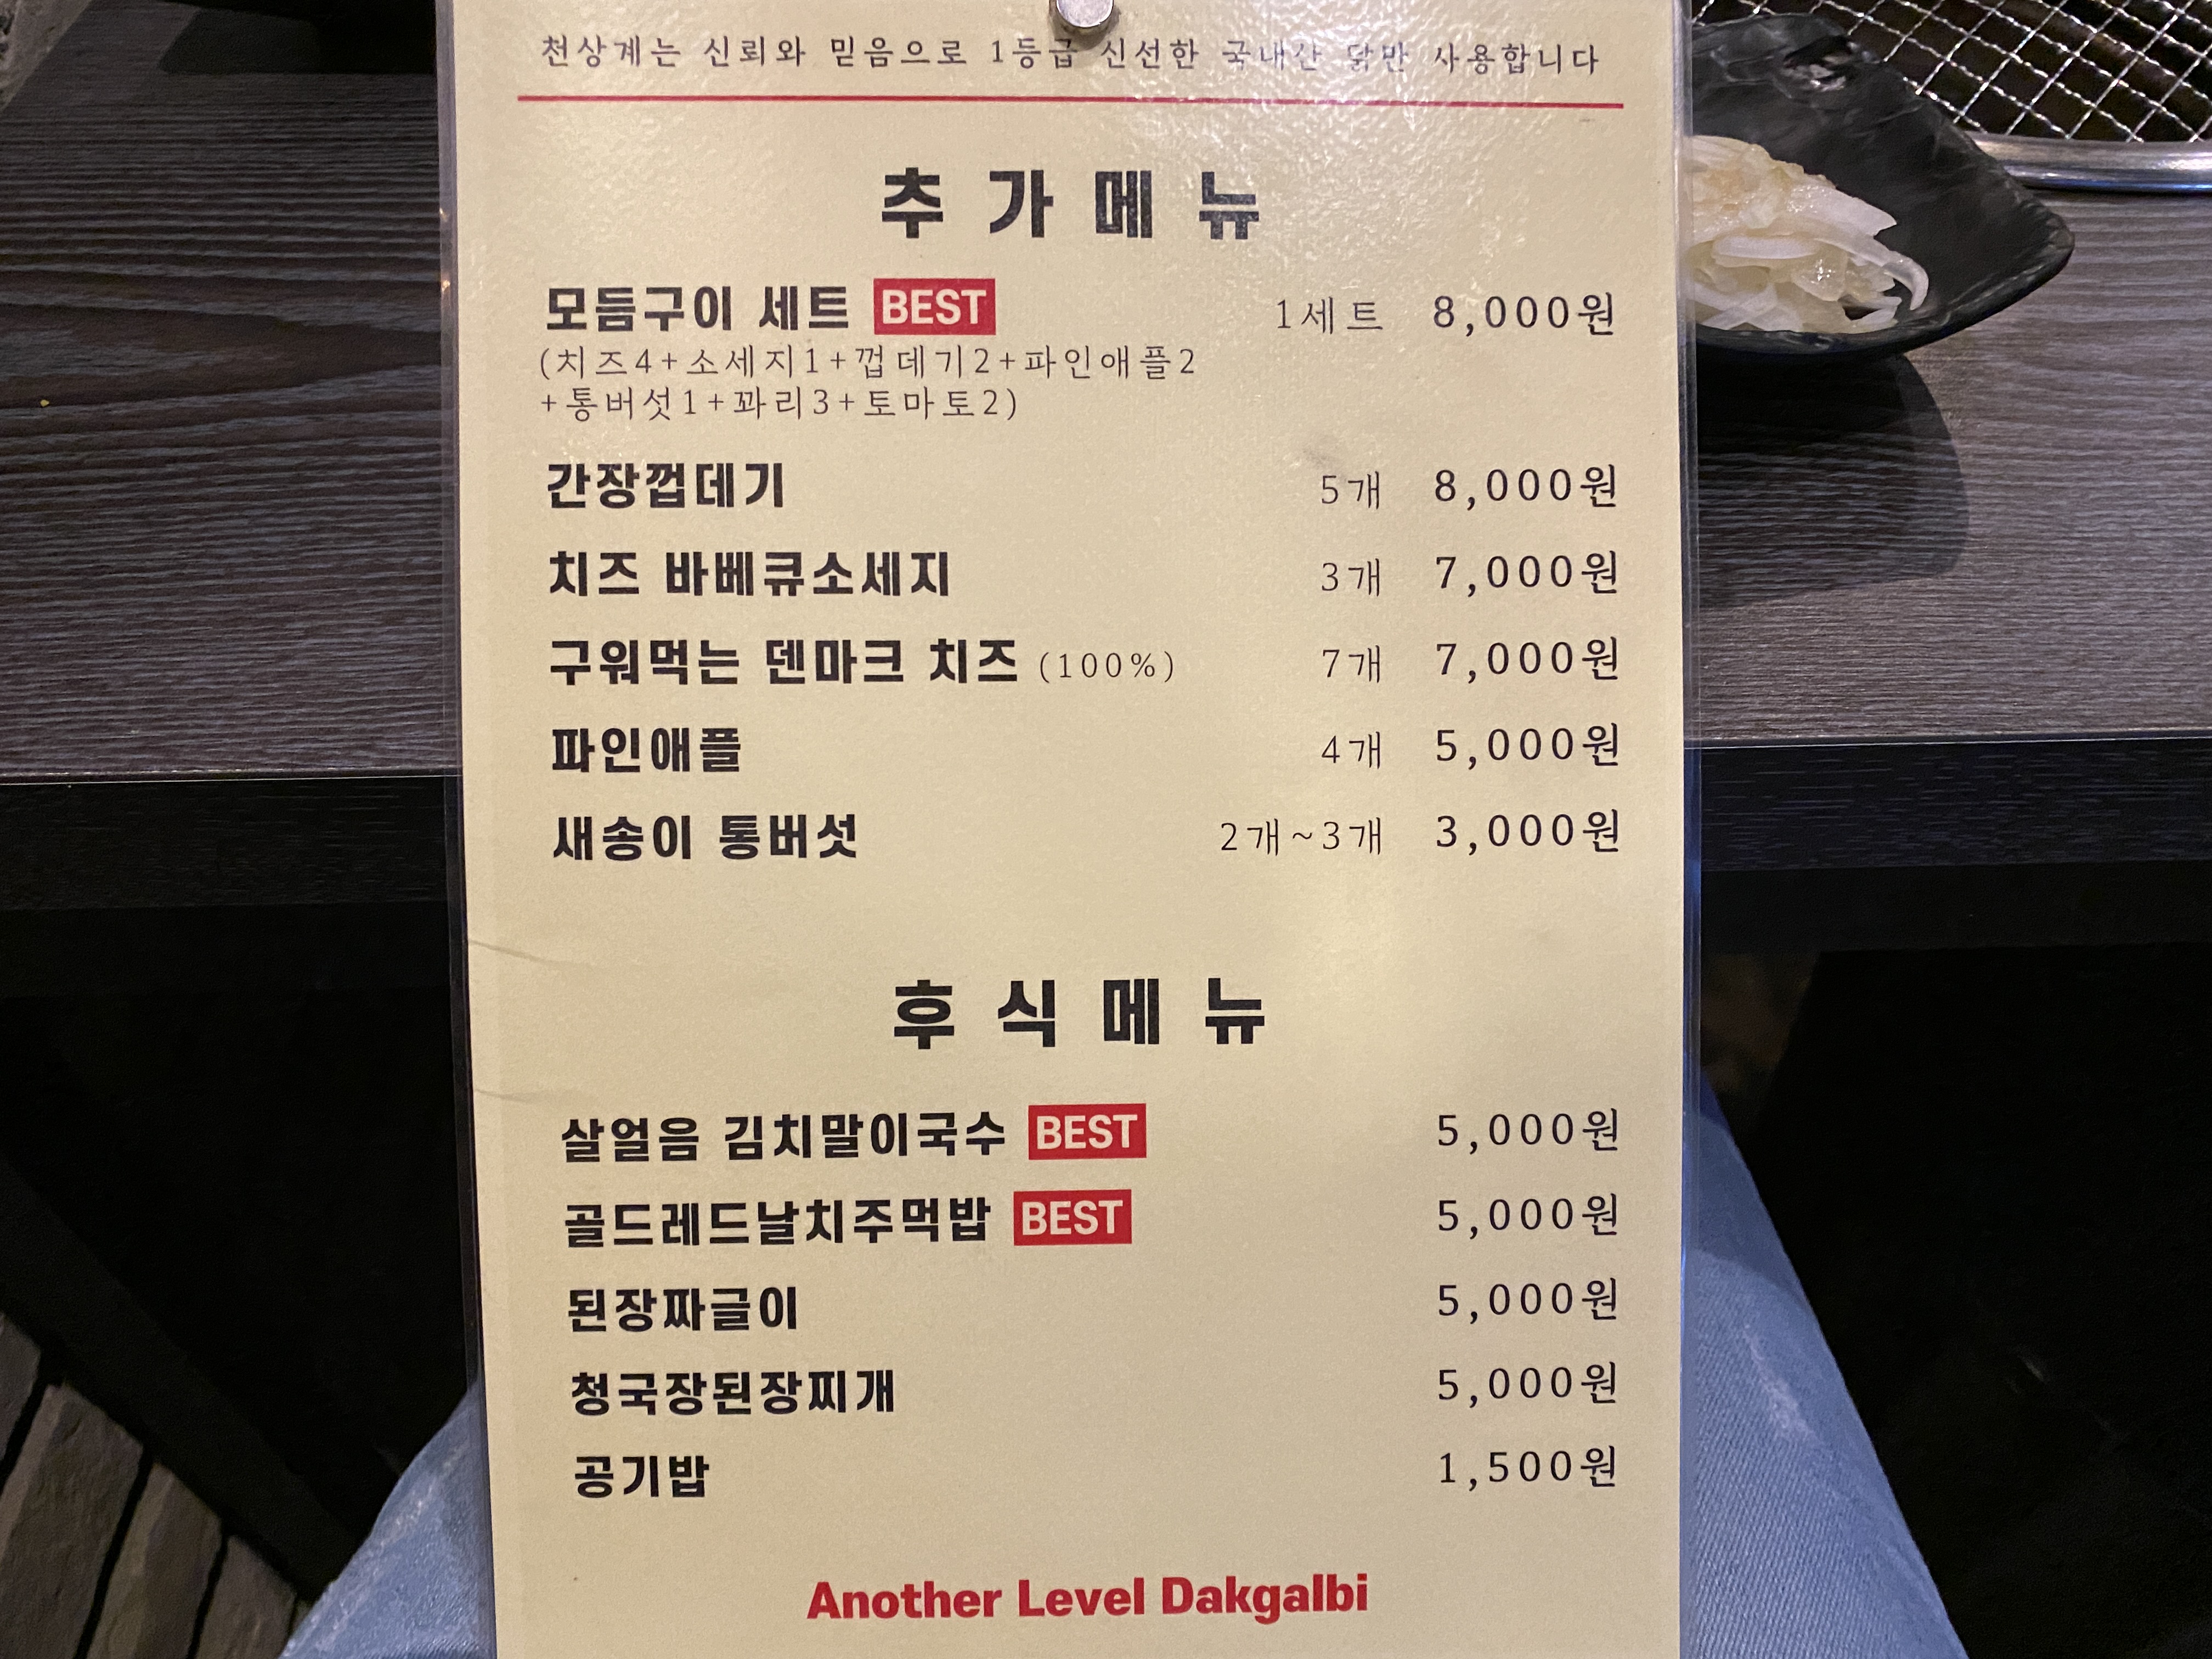 천상계는 신뢰와 믿음으로 1등급 신선한 국내산 닭만 사용합니다
추가메뉴
모듬구이 세트 BEST 1세트 8,000원
(치즈4+소세지1+껍데기2+파인애플2
+통버섯1+꽈리3+토마토2)
간장껍데기 5개 8,000원
치즈 바베큐소세지 3개 7,000원
구워먹는 덴마크 치즈 (100%) 7개 7,000원
파인애플 4개 5,000원
새송이 통버섯 2개~3개 3,000원
후식메뉴
살얼음 김치말이국수 BEST 5,000원
골드레드날치주먹밥 BEST 5,000원
된장짜글이 5,000원
청국장된장찌개 5,000원
공기밥 1,500원
Another Level Dakgalbi